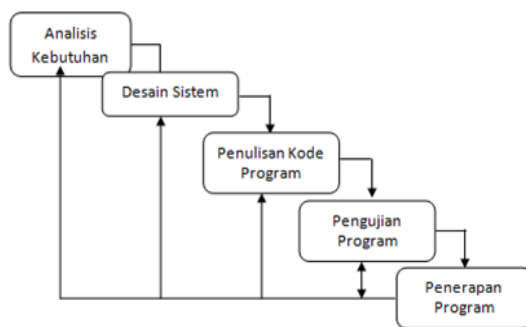 Analisis
Kebutuhan
Desain Sistem
Penulisan Kode
Program
Pengujian
Program
Penerapan
Program